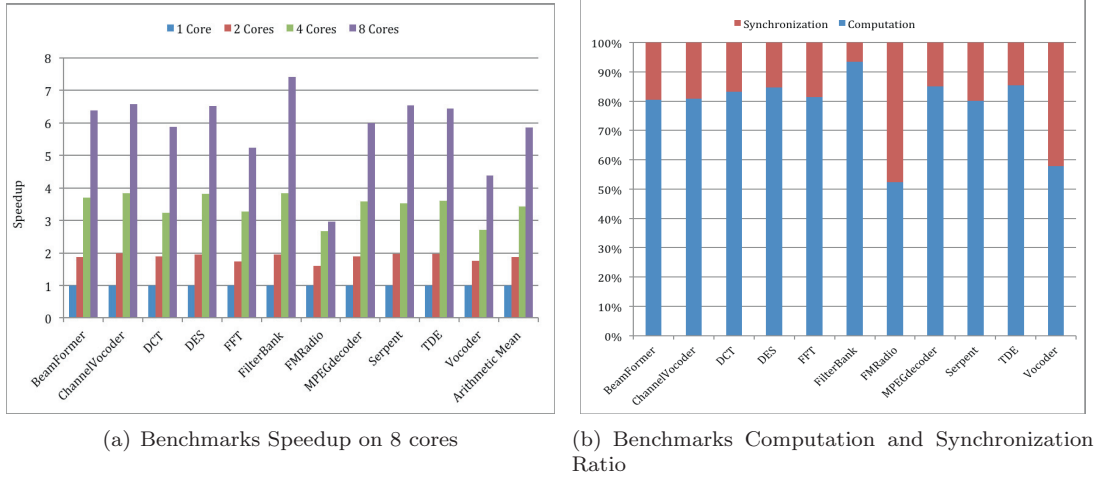 1 Core 2 Cores 4 Cores 8 Cores
8
7
6
5
4
3
2
1
0
Speedup
BeamFormer
ChannelVocoder
DCT
DES
FFT
FilterBank
FMRadio
MPEGdecoder
Serpent
TDE
Vocoder
Arithmetic Mean
(a) Benchmarks Speedup on 8 cores
Synchronization Computation
100%
90%
80%
70%
60%
50%
40%
30%
20%
10%
0%
BeamFormer
ChannelVocoder
DCT
DES
FFT
FilterBank
FMRadio
MPEGdecoder
Serpent
TDE
Vocoder
(b) Benchmarks Computation and Synchronization
Ratio